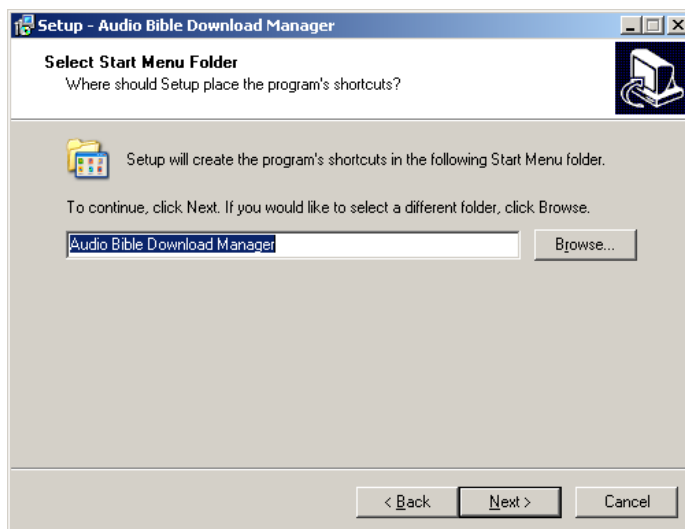 Setup - Audio Bible Download Manager
Select Start Menu Folder
Where should Setup place the program's shortcuts?
Setup will create the program's shortcuts in the following Start Menu folder.
To continue, click Next. If you would like to select a different folder, click Browse.
Audio Bible Download Manager
Browse...
< Back
Next >
Cancel